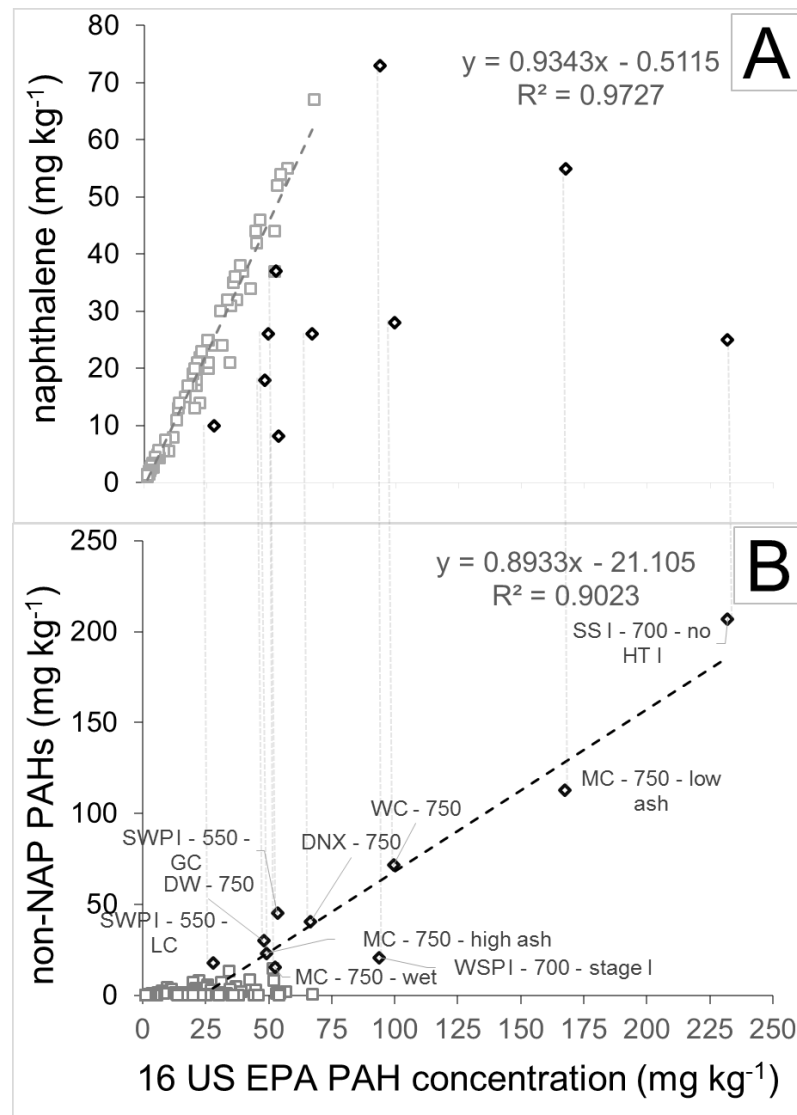 80
70
60
50
40
30
20
10
0
naphthalene (mg kg⁻¹)
y = 0.9343x - 0.5115
R² = 0.9727
A
250
200
150
100
50
0
non-NAP PAHs (mg kg⁻¹)
y = 0.8933x - 21.105
R² = 0.9023
B
SS I - 700 - no
HT I
MC - 750 - low
ash
WC - 750
SWP I - 550 -
GC
DNX - 750
DW - 750
SWP I - 550 -
LC
MC - 750 - high ash
MC - 750 - wet
WSP I - 700 - stage I
0 25 50 75 100 125 150 175 200 225 250
16 US EPA PAH concentration (mg kg⁻¹)